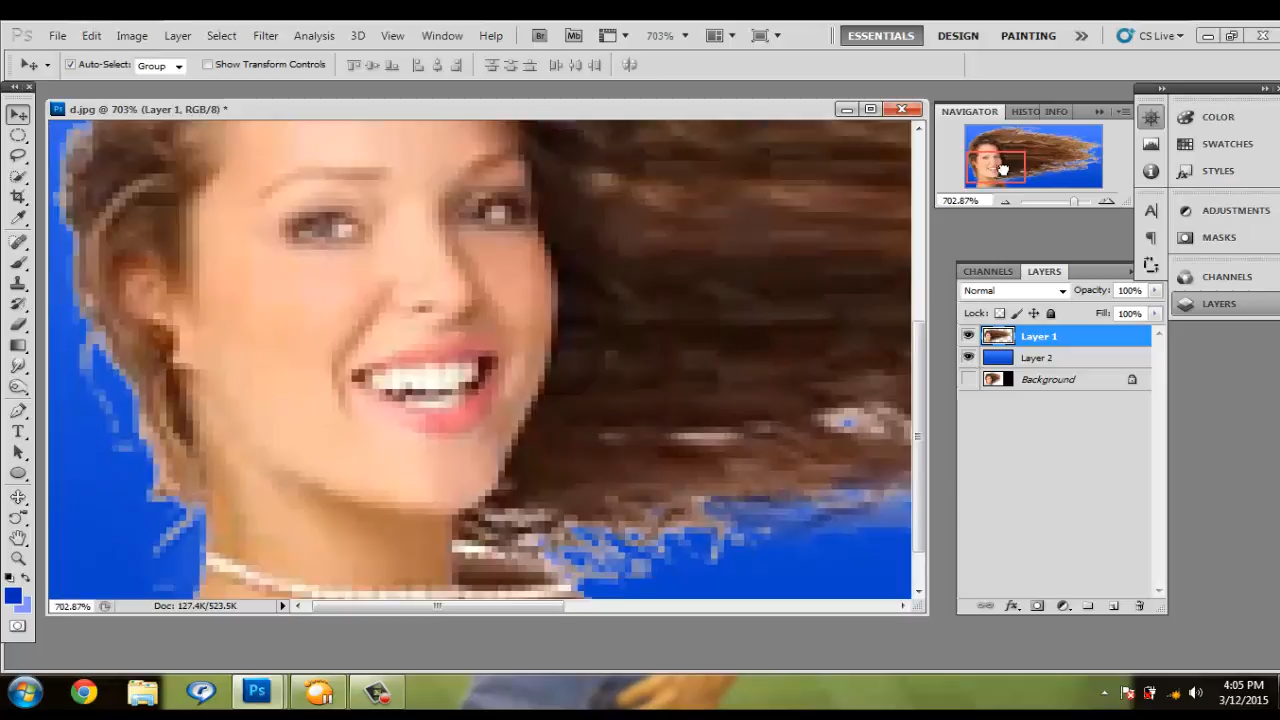 Ps File Edit Image Layer Select Filter Analysis 3D View Window Help Br Mb 703% ESSENTIALS DESIGN PAINTING CS Live
Auto-Select: Group Show Transform Controls
d.jpg @ 703% (Layer 1, RGB/8) *
NAVIGATOR HISTO INFO
COLOR
SWATCHES
STYLES
702.87%
ADJUSTMENTS
MASKS
CHANNELS LAYERS
CHANNELS
Normal Opacity: 100%
LAYERS
Lock: Fill: 100%
Layer 1
Layer 2
Background
702.87% Doc: 127.4K/523.5K
Ps
4:05 PM
3/12/2015